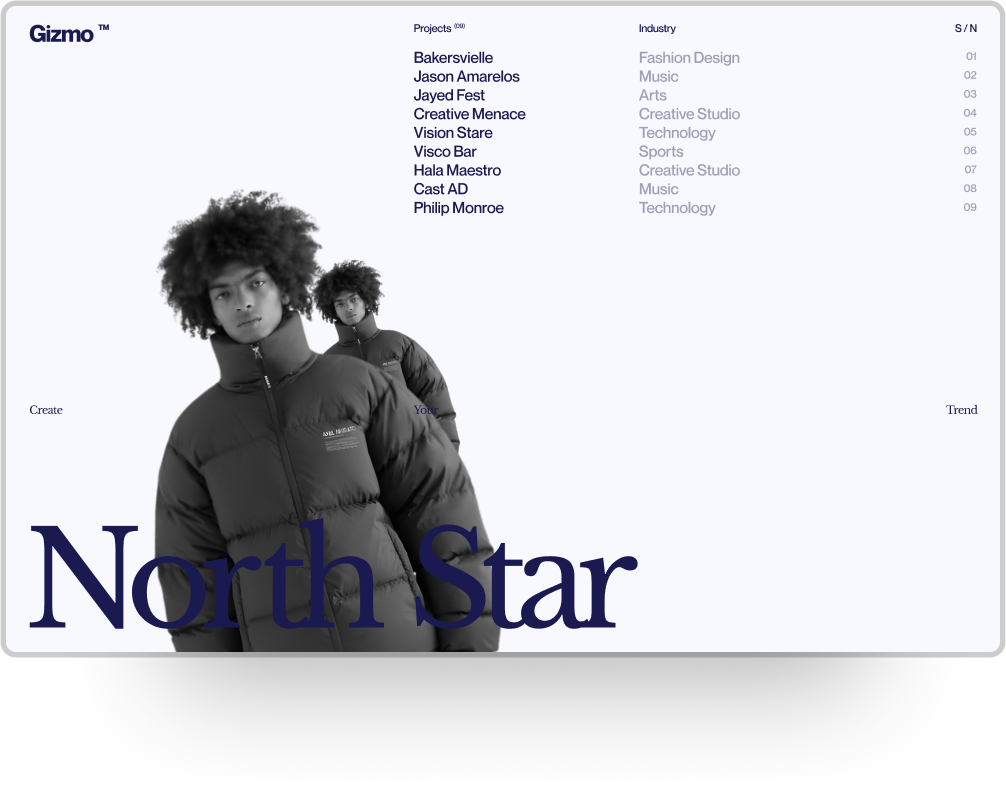 Gizmo ™
Projects (09) Industry S / N
Bakersvielle Fashion Design 01
Jason Amarelos Music 02
Jayed Fest Arts 03
Creative Menace Creative Studio 04
Vision Stare Technology 05
Visco Bar Sports 06
Hala Maestro Creative Studio 07
Cast AD Music 08
Philip Monroe Technology 09
Create Your Trend
North Star